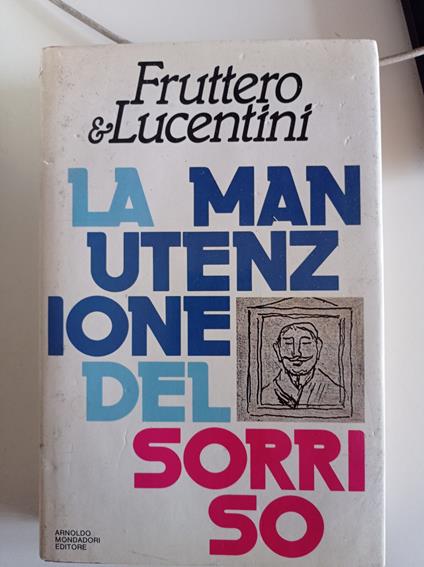 Fruttero
&Lucentini
LA MAN
UTENZ
IONE
DEL
SORRI
SO
ARNOLDO
MONDADORI
EDITORE